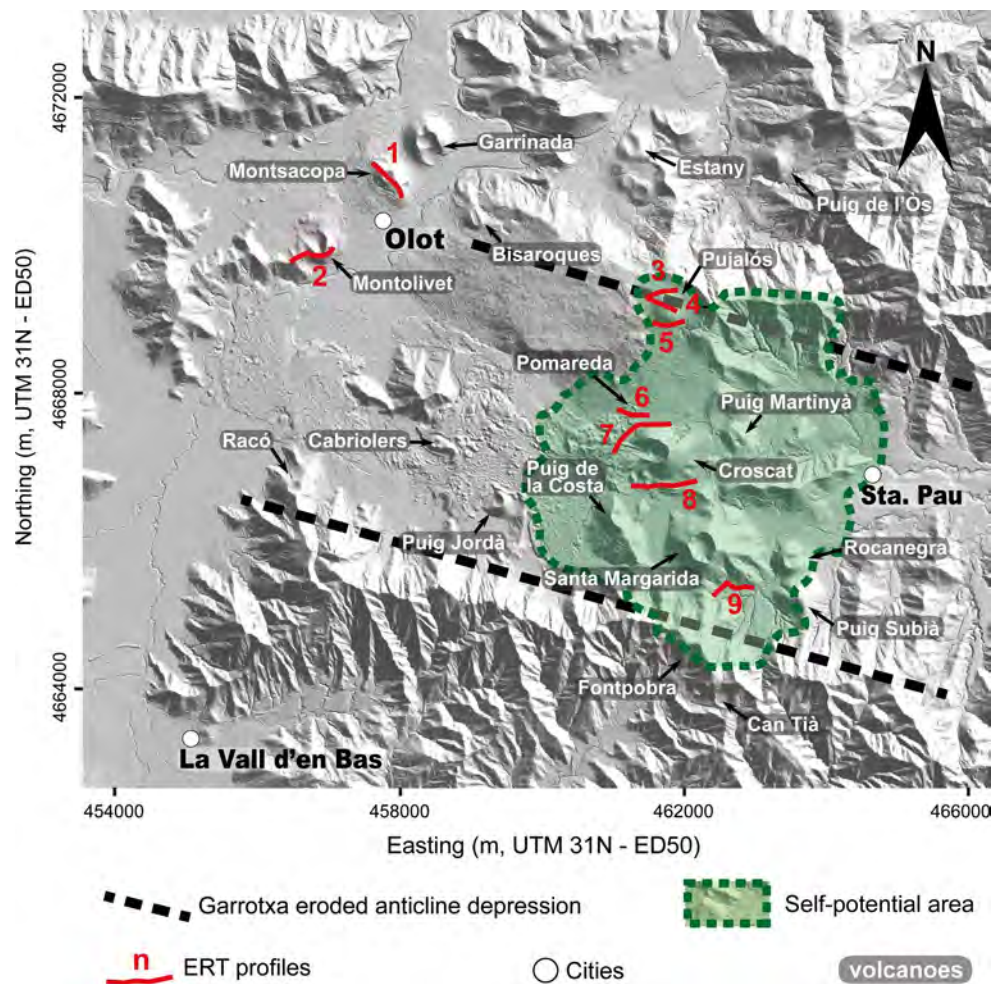 N
4672000
4668000
4664000
Northing (m, UTM 31N - ED50)
1
Garrinada
Montsacopa
Estany
Puig de l'Os
Olot
Bisaroques
2
Montolivet
3
Pujalós
4
5
Pomareda
6
Puig Martinyà
7
Racó
Cabriolers
Puig de
la Costa
Croscat
8
Sta. Pau
Puig Jordà
Rocanegra
Santa Margarida
9
Puig Subià
Fontpobra
Can Tià
La Vall d'en Bas
454000
458000
462000
466000
Easting (m, UTM 31N - ED50)
Garrotxa eroded anticline depression
Self-potential area
n
ERT profiles
Cities
volcanoes